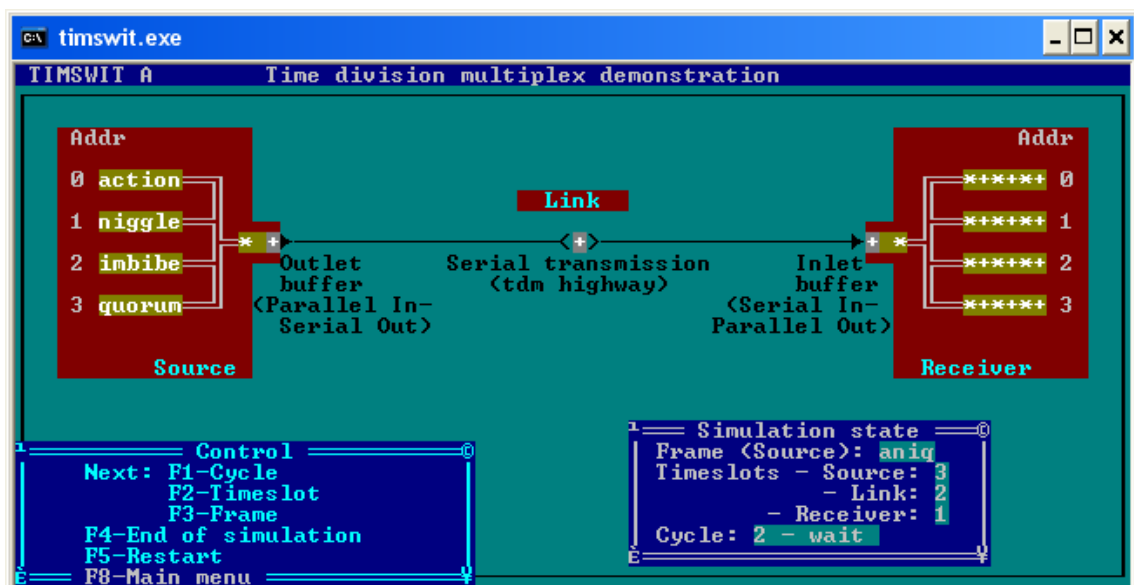 timswit.exe
TIMSWIT A Time division multiplex demonstration
Addr Addr
0 action *+*+*+ 0
Link
1 niggle *+*+*+ 1
* + <+> + *
2 imbibe Outlet Serial transmission Inlet *+*+*+ 2
buffer (tdm highway) buffer
3 quorum (Parallel In- (Serial In- *+*+*+ 3
Serial Out) Parallel Out)
Source Receiver
Control
Next: F1-Cycle
F2-Timeslot
F3-Frame
F4-End of simulation
F5-Restart
F8-Main menu
Simulation state
Frame (Source): aniq
Timeslots - Source: 3
- Link: 2
- Receiver: 1
Cycle: 2 - wait